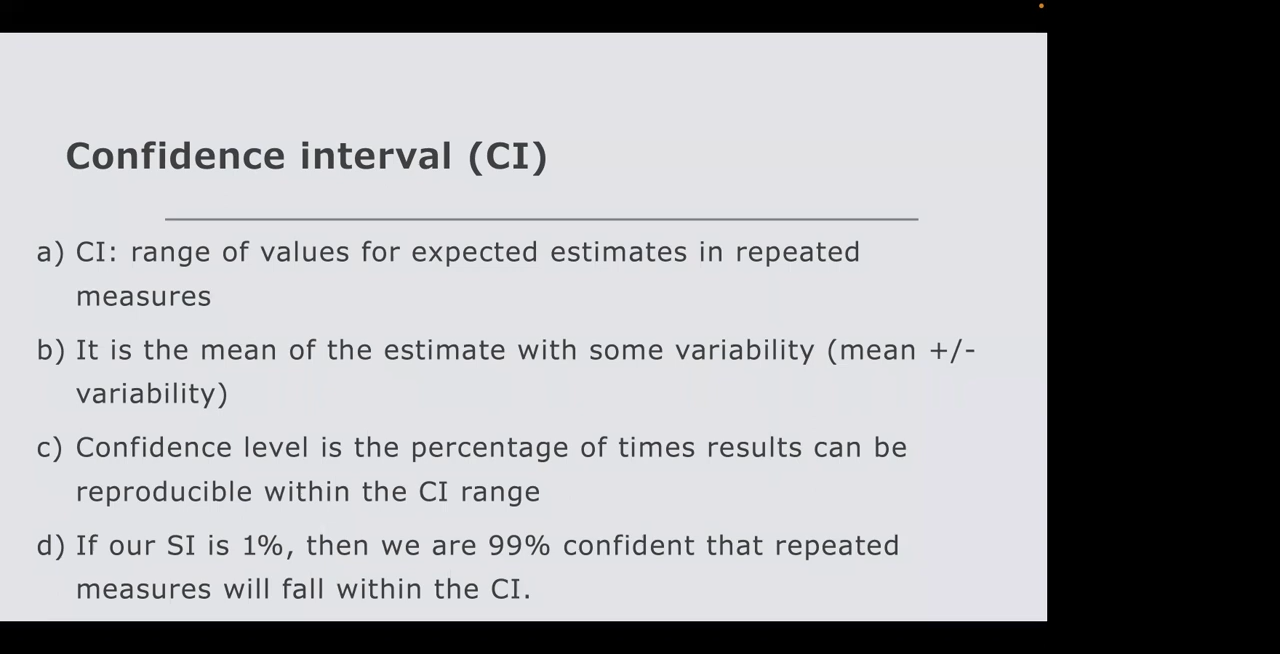 Confidence interval (CI)
a) CI: range of values for expected estimates in repeated
measures
b) It is the mean of the estimate with some variability (mean +/-
variability)
c) Confidence level is the percentage of times results can be
reproducible within the CI range
d) If our SI is 1%, then we are 99% confident that repeated
measures will fall within the CI.